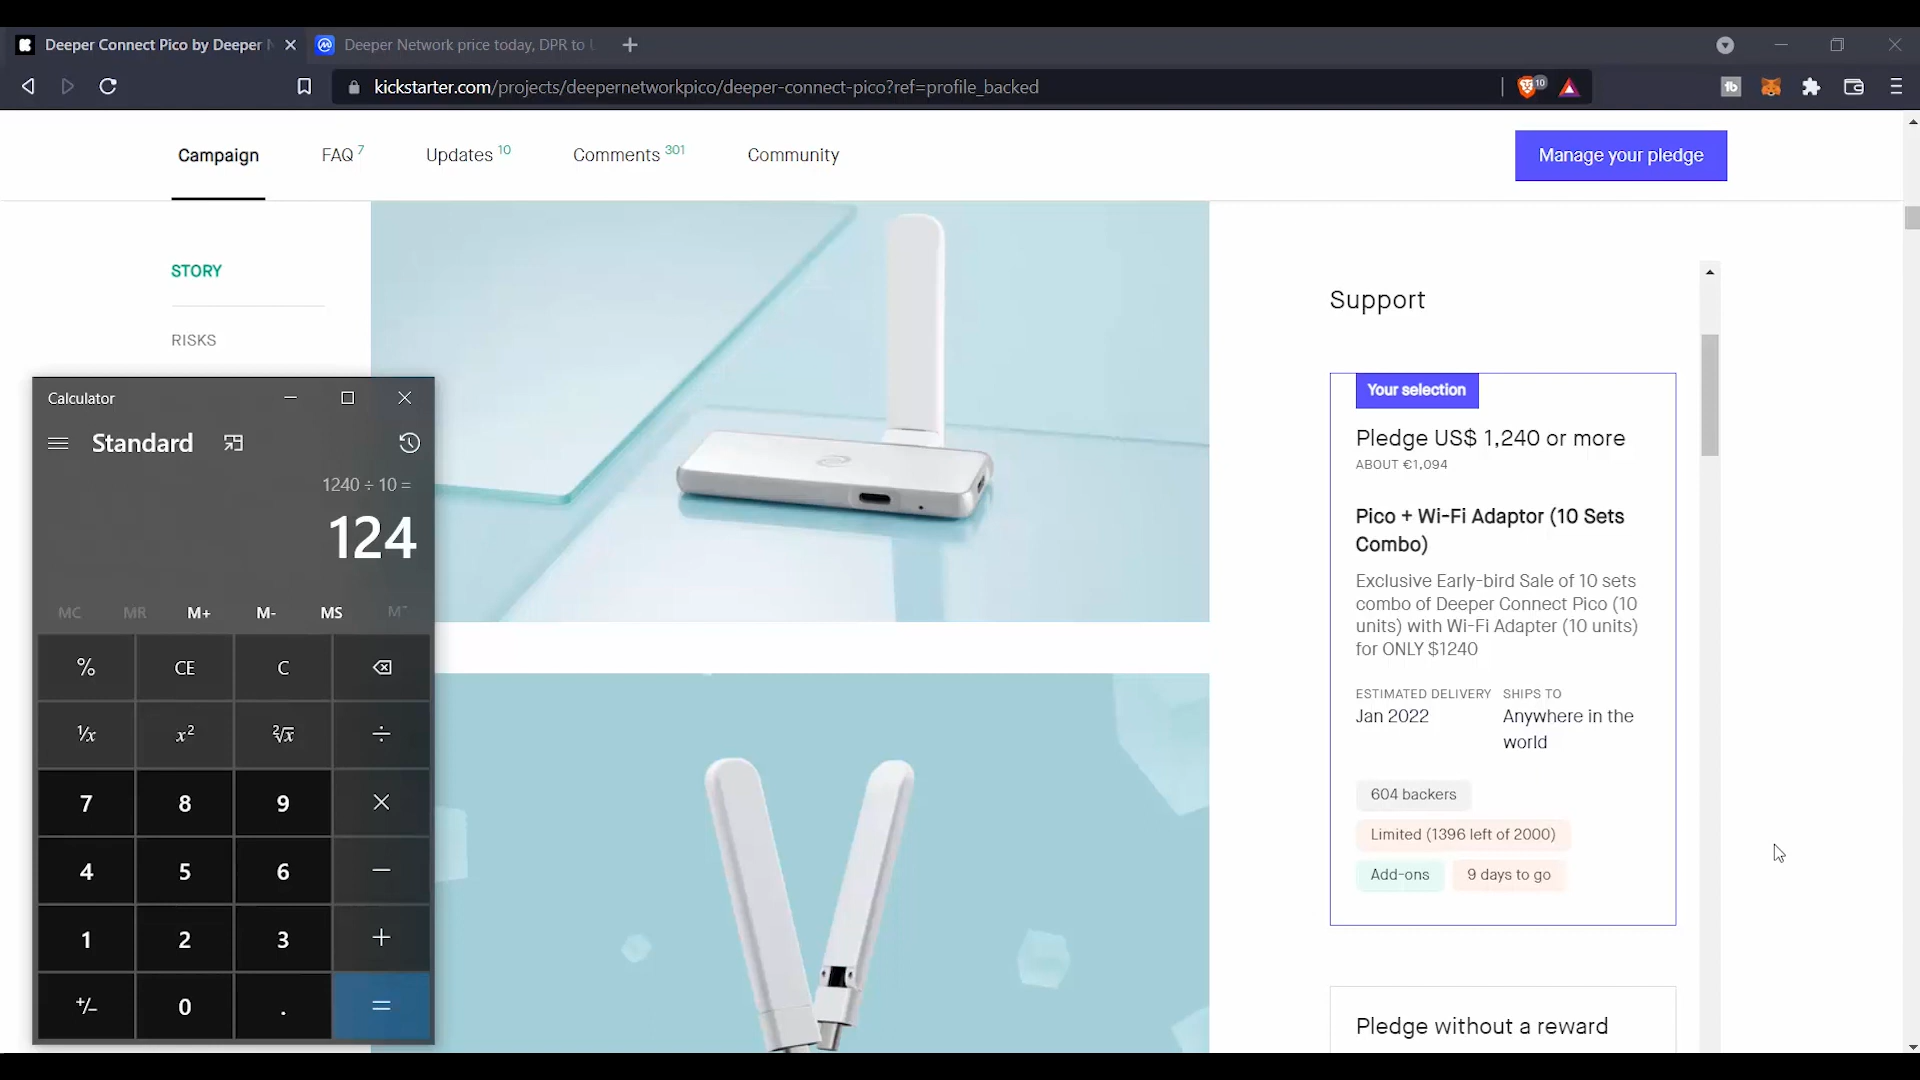 Deeper Connect Pico by Deeper
Deeper Network price today, DPR to
kickstarter.com/projects/deepernetworkpico/deeper-connect-pico?ref=profile_backed
10
Campaign
FAQ 7
Updates 10
Comments 301
Community
Manage your pledge
STORY
RISKS
Support
Your selection
Pledge US$ 1,240 or more
ABOUT €1,094
Pico + Wi-Fi Adaptor (10 Sets
Combo)
Exclusive Early-bird Sale of 10 sets
combo of Deeper Connect Pico (10
units) with Wi-Fi Adapter (10 units)
for ONLY $1240
ESTIMATED DELIVERY
Jan 2022
SHIPS TO
Anywhere in the
world
604 backers
Limited (1396 left of 2000)
Add-ons
9 days to go
Pledge without a reward
Calculator
Standard
1240 ÷ 10 =
124
MC MR M+ M- MS M˅
% CE C
¹/x x² ²√x ÷
7 8 9 ×
4 5 6 −
1 2 3 +
+/− 0 . =